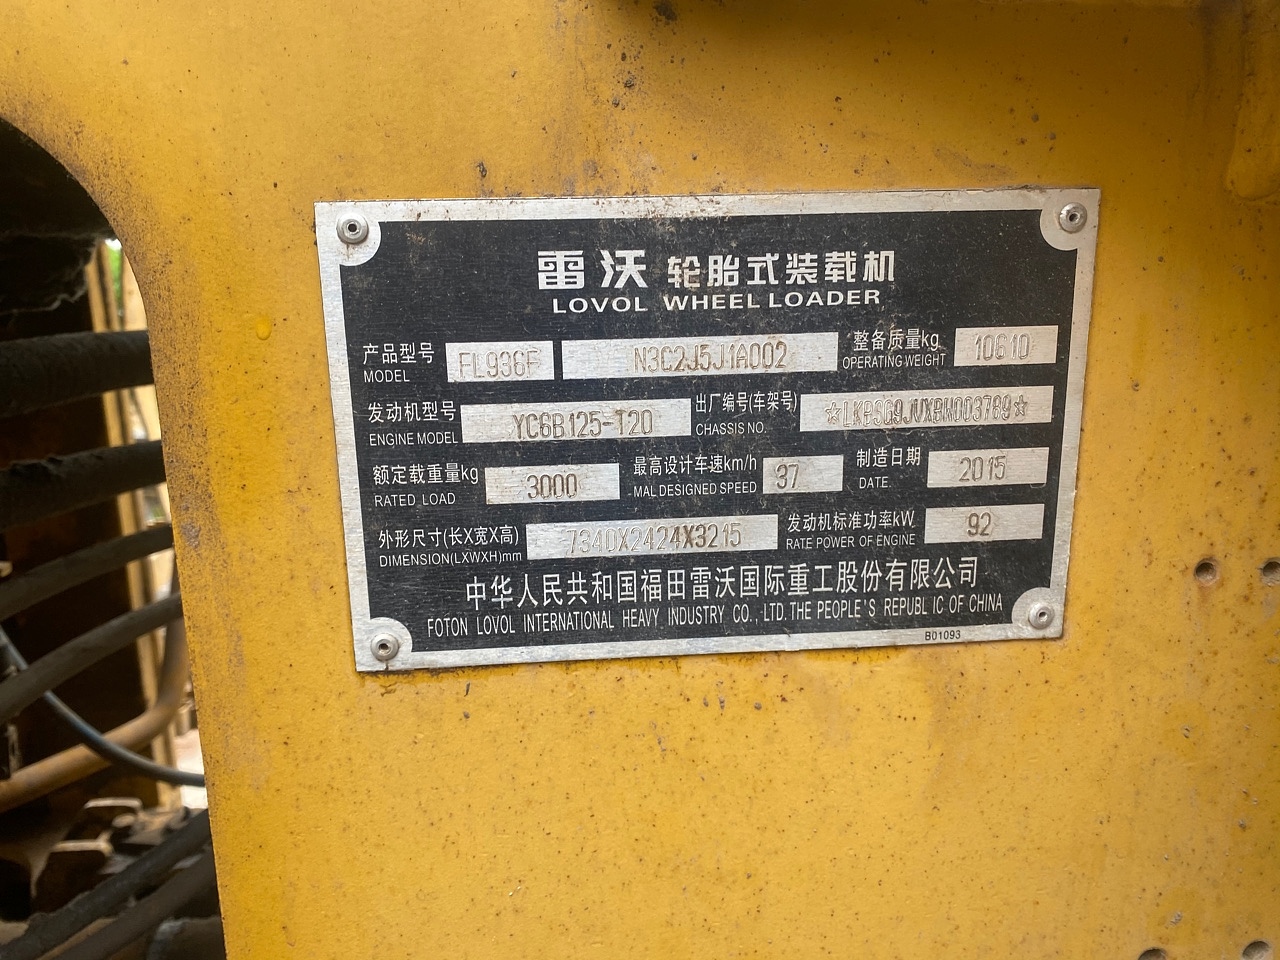 雷沃 轮胎式装载机
LOVOL WHEEL LOADER
产品型号 FL936F N3C2J5J1A002 整备质量kg 10610
MODEL OPERATING WEIGHT
发动机型号 YC6B125-T20 出厂编号(车架号)
ENGINE MODEL CHASSIS NO.
额定载重量kg 3000 最高设计车速km/h 37 制造日期 2015
RATED LOAD MAL DESIGNED SPEED DATE
外形尺寸(长X宽X高) 7340X2424X3215 发动机标准功率kW 92
DIMENSION(LXWXH)mm RATE POWER OF ENGINE
中华人民共和国福田雷沃国际重工股份有限公司
FOTON LOVOL INTERNATIONAL HEAVY INDUSTRY CO., LTD. THE PEOPLE'S REPUBLIC OF CHINA
B01093